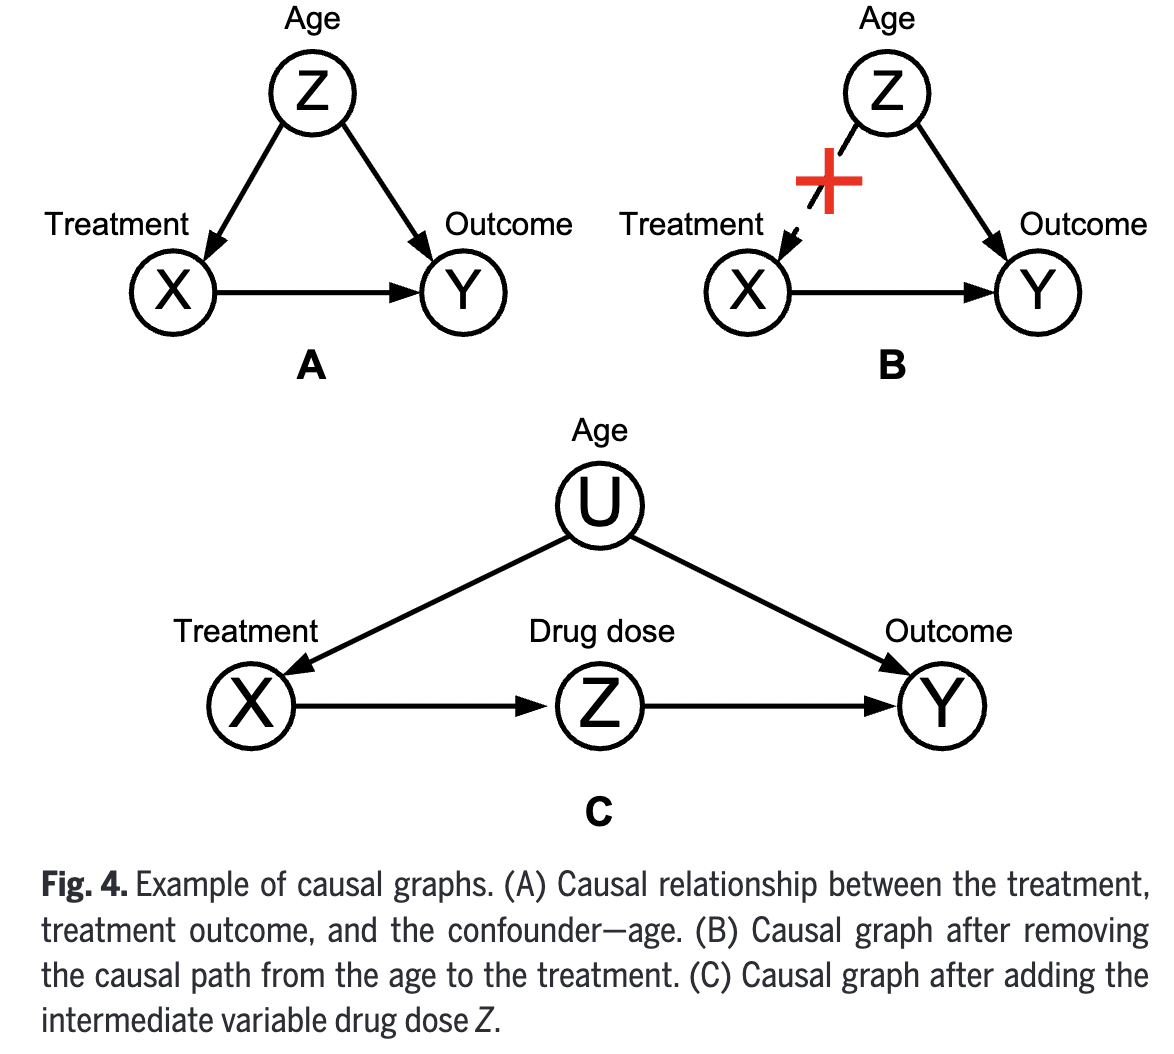 Age Age
Z Z
Treatment Outcome Treatment Outcome
X Y X Y
A B
Age
U
Treatment Drug dose Outcome
X Z Y
C
Fig. 4. Example of causal graphs. (A) Causal relationship between the treatment,
treatment outcome, and the confounder—age. (B) Causal graph after removing
the causal path from the age to the treatment. (C) Causal graph after adding the
intermediate variable drug dose Z.